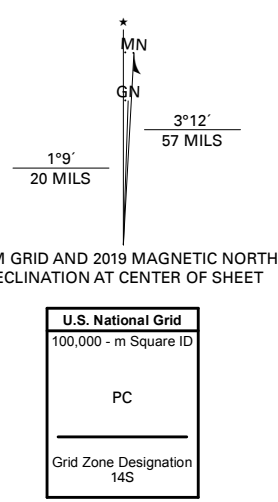 ★
MN
GN
3°12´
57 MILS
1°9´
20 MILS
M GRID AND 2019 MAGNETIC NORTH
ECLINATION AT CENTER OF SHEET
U.S. National Grid
100,000 - m Square ID
PC
Grid Zone Designation
14S